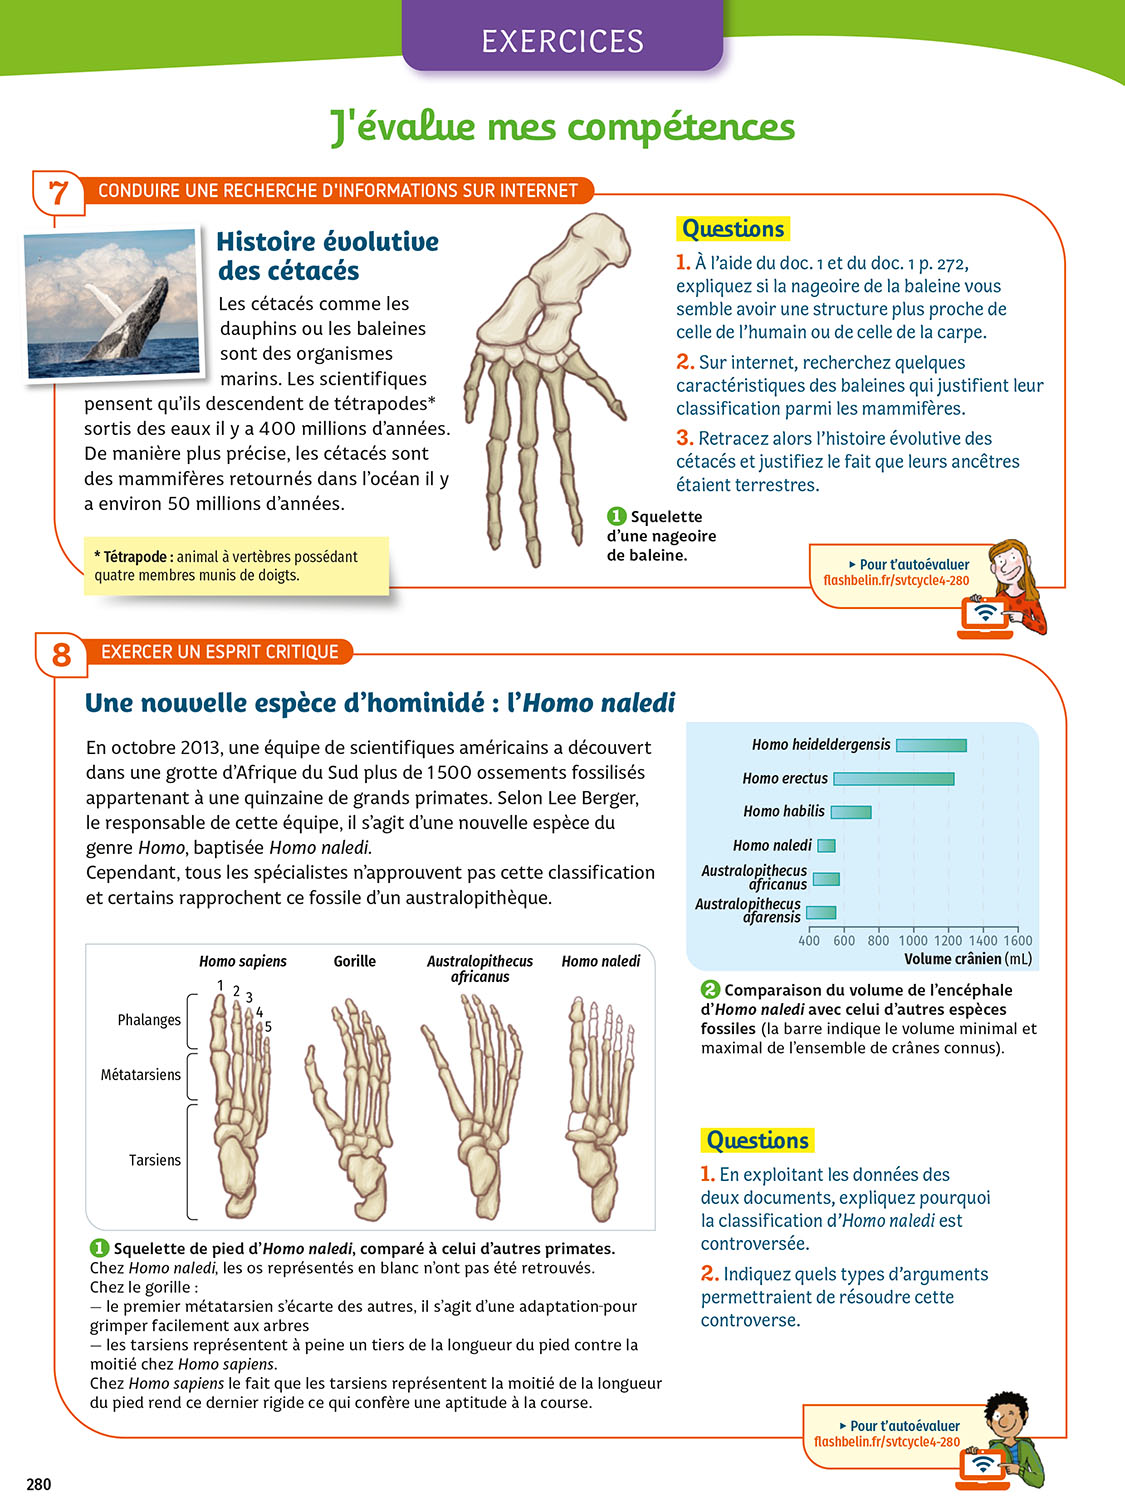 EXERCICES
J'évalue mes compétences
7
CONDUIRE UNE RECHERCHE D'INFORMATIONS SUR INTERNET
Histoire évolutive
des cétacés
Les cétacés comme les
dauphins ou les baleines
sont des organismes
marins. Les scientifiques
pensent qu'ils descendent de tétrapodes*
sortis des eaux il y a 400 millions d'années.
De manière plus précise, les cétacés sont
des mammifères retournés dans l'océan il y
a environ 50 millions d'années.
* Tétrapode : animal à vertèbres possédant
quatre membres munis de doigts.
1 Squelette
d'une nageoire
de baleine.
Questions
1. À l'aide du doc. 1 et du doc. 1 p. 272,
expliquez si la nageoire de la baleine vous
semble avoir une structure plus proche de
celle de l'humain ou de celle de la carpe.
2. Sur internet, recherchez quelques
caractéristiques des baleines qui justifient leur
classification parmi les mammifères.
3. Retracez alors l'histoire évolutive des
cétacés et justifiez le fait que leurs ancêtres
étaient terrestres.
▸ Pour t'autoévaluer
flashbelin.fr/svtcycle4-280
8
EXERCER UN ESPRIT CRITIQUE
Une nouvelle espèce d'hominidé : l'Homo naledi
En octobre 2013, une équipe de scientifiques américains a découvert
dans une grotte d'Afrique du Sud plus de 1 500 ossements fossilisés
appartenant à une quinzaine de grands primates. Selon Lee Berger,
le responsable de cette équipe, il s'agit d'une nouvelle espèce du
genre Homo, baptisée Homo naledi.
Cependant, tous les spécialistes n'approuvent pas cette classification
et certains rapprochent ce fossile d'un australopithèque.
Homo sapiens
Gorille
Australopithecus
africanus
Homo naledi
1 2 3 4 5
Phalanges
Métatarsiens
Tarsiens
1 Squelette de pied d'Homo naledi, comparé à celui d'autres primates.
Chez Homo naledi, les os représentés en blanc n'ont pas été retrouvés.
Chez le gorille :
– le premier métatarsien s'écarte des autres, il s'agit d'une adaptation-pour
grimper facilement aux arbres
– les tarsiens représentent à peine un tiers de la longueur du pied contre la
moitié chez Homo sapiens.
Chez Homo sapiens le fait que les tarsiens représentent la moitié de la longueur
du pied rend ce dernier rigide ce qui confère une aptitude à la course.
Homo heideldergensis
Homo erectus
Homo habilis
Homo naledi
Australopithecus
africanus
Australopithecus
afarensis
400 600 800 1000 1200 1400 1600
Volume crânien (mL)
2 Comparaison du volume de l'encéphale
d'Homo naledi avec celui d'autres espèces
fossiles (la barre indique le volume minimal et
maximal de l'ensemble de crânes connus).
Questions
1. En exploitant les données des
deux documents, expliquez pourquoi
la classification d'Homo naledi est
controversée.
2. Indiquez quels types d'arguments
permettraient de résoudre cette
controverse.
▸ Pour t'autoévaluer
flashbelin.fr/svtcycle4-280
280